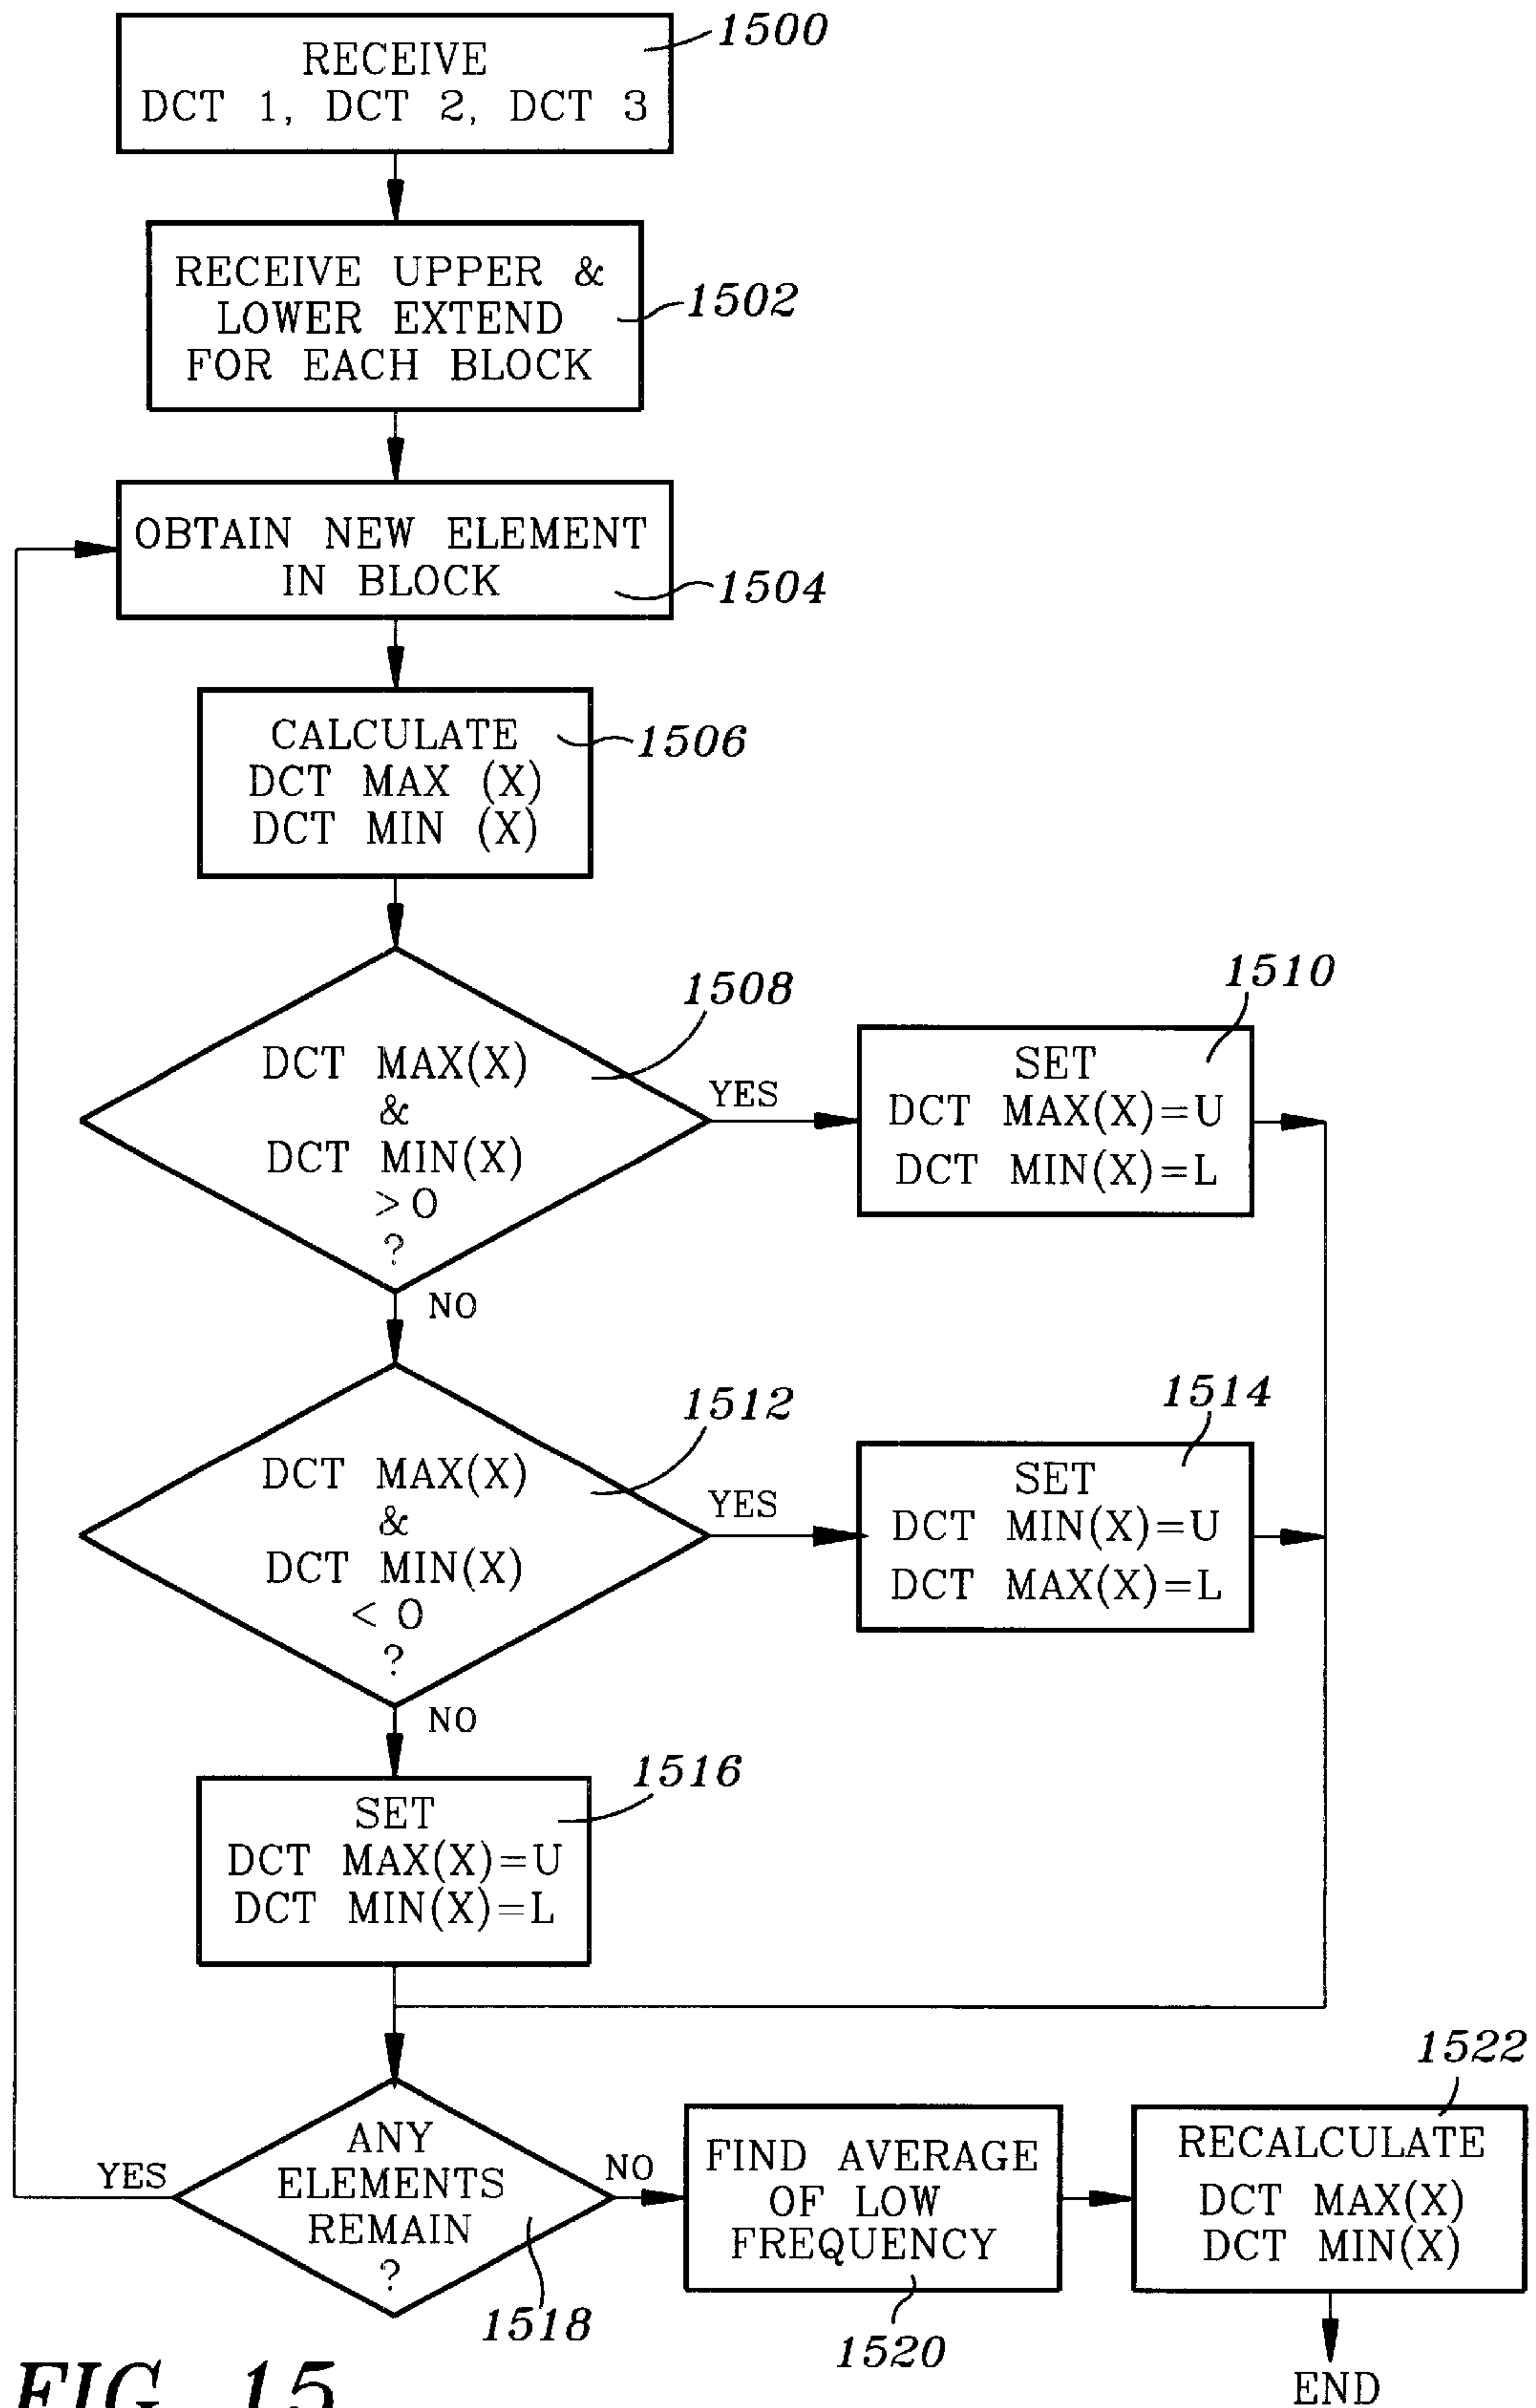 1500
RECEIVE
DCT 1, DCT 2, DCT 3
RECEIVE UPPER &
LOWER EXTEND
FOR EACH BLOCK
1502
OBTAIN NEW ELEMENT
IN BLOCK
1504
CALCULATE
DCT MAX (X)
DCT MIN (X)
1506
1508
DCT MAX(X)
&
DCT MIN(X)
> 0
?
YES
NO
1510
SET
DCT MAX(X)=U
DCT MIN(X)=L
1512
DCT MAX(X)
&
DCT MIN(X)
< 0
?
YES
NO
1514
SET
DCT MIN(X)=U
DCT MAX(X)=L
1516
SET
DCT MAX(X)=U
DCT MIN(X)=L
ANY
ELEMENTS
REMAIN
?
YES
NO
1518
FIND AVERAGE
OF LOW
FREQUENCY
1520
1522
RECALCULATE
DCT MAX(X)
DCT MIN(X)
END
FIG. 15